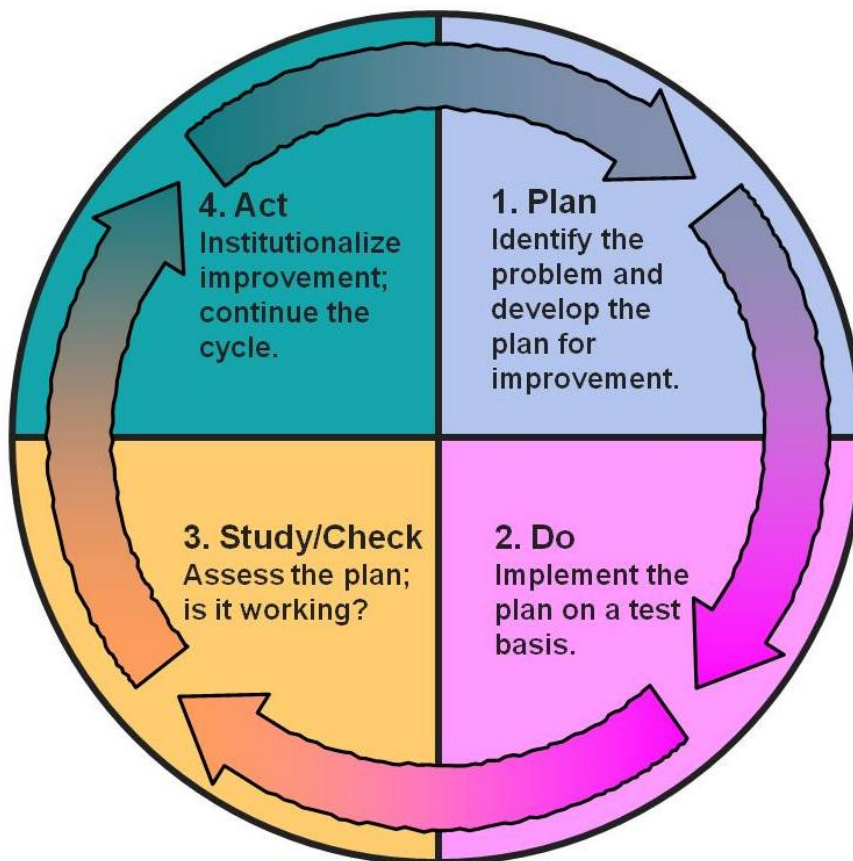 1. Plan
Identify the
problem and
develop the
plan for
improvement.
2. Do
Implement the
plan on a test
basis.
3. Study/Check
Assess the plan;
is it working?
4. Act
Institutionalize
improvement;
continue the
cycle.